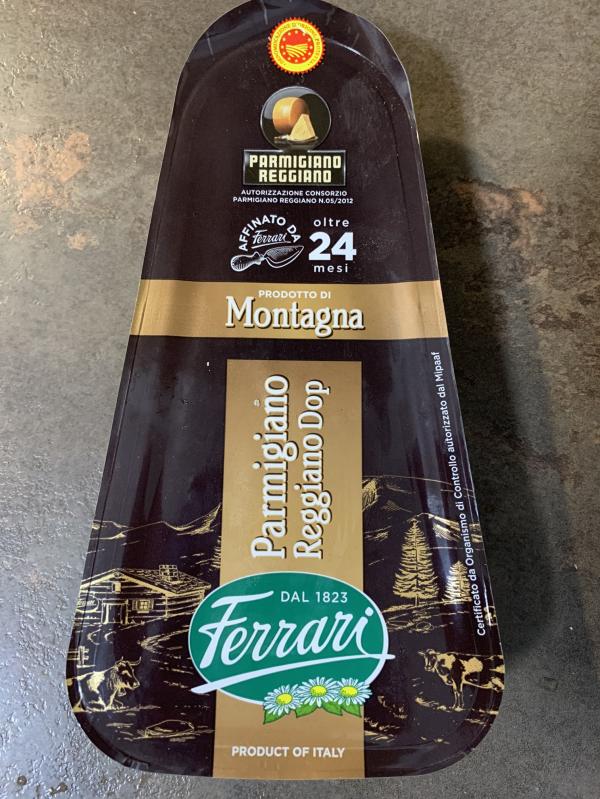 PARMIGIANO
REGGIANO
AUTORIZZAZIONE CONSORZIO
PARMIGIANO REGGIANO N.05/2012
AFFINATO DA
Ferrari
oltre
24
mesi
PRODOTTO DI
Montagna
Parmigiano
Reggiano Dop
Certificato da Organismo di Controllo autorizzato dal Mipaaf
DAL 1823
Ferrari
PRODUCT OF ITALY